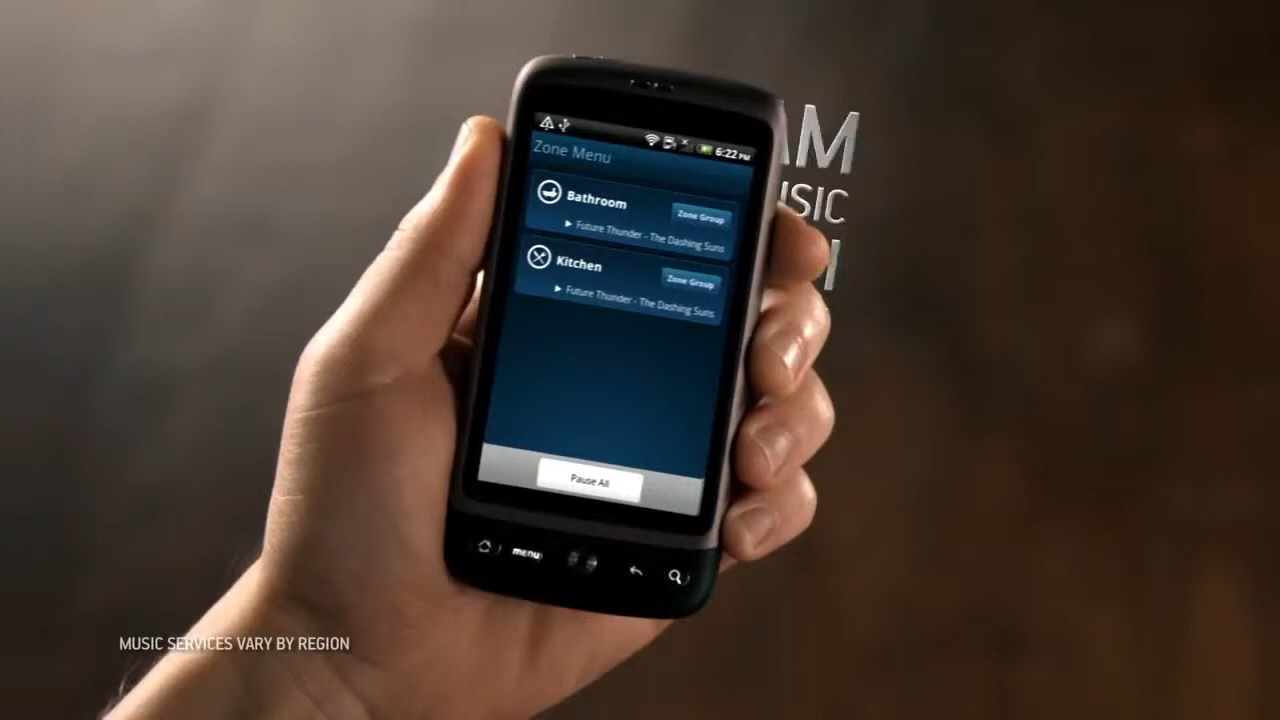 6:22 PM
Zone Menu
Bathroom
Zone Group
Future Thunder - The Dashing Suns
Kitchen
Zone Group
Future Thunder - The Dashing Suns
Pause All
menu
MUSIC SERVICES VARY BY REGION